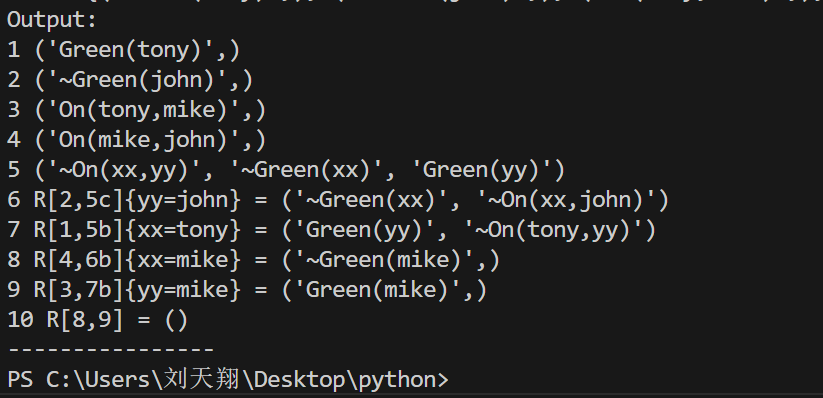 Output:
1 ('Green(tony)',)
2 ('~Green(john)',)
3 ('On(tony,mike)',)
4 ('On(mike,john)',)
5 ('~On(xx,yy)', '~Green(xx)', 'Green(yy)')
6 R[2,5c]{yy=john} = ('~Green(xx)', '~On(xx,john)')
7 R[1,5b]{xx=tony} = ('Green(yy)', '~On(tony,yy)')
8 R[4,6b]{xx=mike} = ('~Green(mike)',)
9 R[3,7b]{yy=mike} = ('Green(mike)',)
10 R[8,9] = ()
----------------
PS C:\Users\刘天翔\Desktop\python>